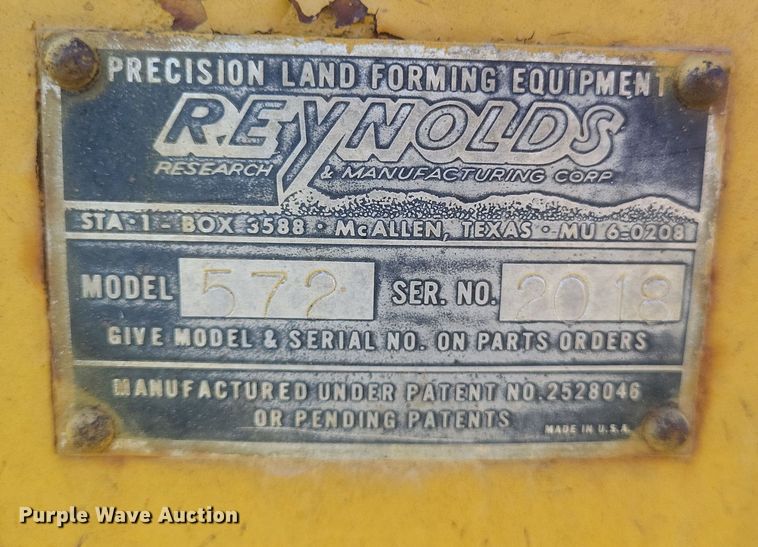 PRECISION LAND FORMING EQUIPMENT
REYNOLDS
RESEARCH & MANUFACTURING CORP.
STA·1 - BOX 3588 · McALLEN, TEXAS · MU 6-0208
MODEL 572 SER. NO. 2018
GIVE MODEL & SERIAL NO. ON PARTS ORDERS
MANUFACTURED UNDER PATENT NO. 2528046
OR PENDING PATENTS
MADE IN U.S.A.
Purple Wave Auction